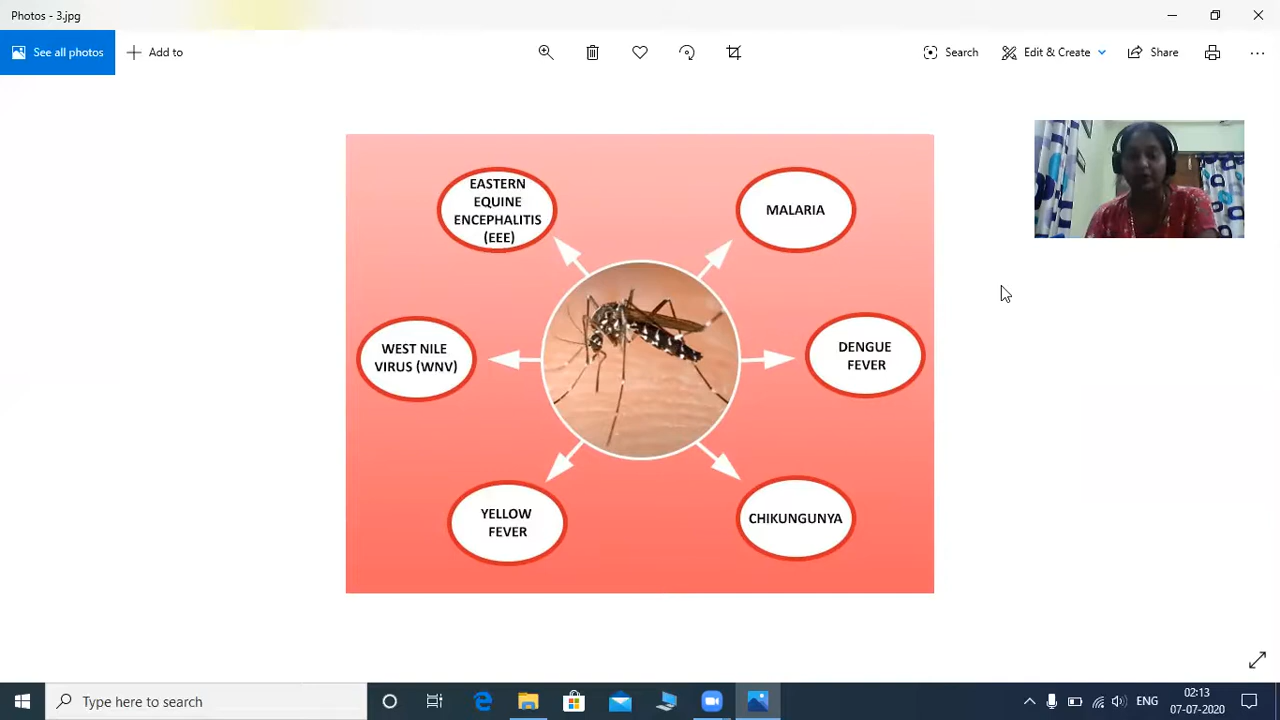 Photos - 3.jpg
See all photos
Add to
Search
Edit & Create
Share
EASTERN
EQUINE
ENCEPHALITIS
(EEE)
MALARIA
WEST NILE
VIRUS (WNV)
DENGUE
FEVER
YELLOW
FEVER
CHIKUNGUNYA
Type here to search
ENG
02:13
07-07-2020